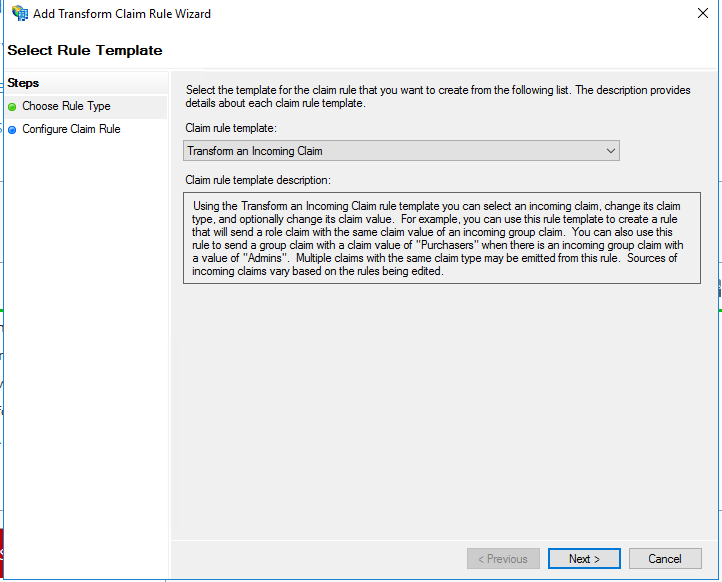 Add Transform Claim Rule Wizard
Select Rule Template
Steps
Choose Rule Type
Configure Claim Rule
Select the template for the claim rule that you want to create from the following list. The description provides
details about each claim rule template.
Claim rule template:
Transform an Incoming Claim
Claim rule template description:
Using the Transform an Incoming Claim rule template you can select an incoming claim, change its claim
type, and optionally change its claim value. For example, you can use this rule template to create a rule
that will send a role claim with the same claim value of an incoming group claim. You can also use this
rule to send a group claim with a claim value of "Purchasers" when there is an incoming group claim with
a value of "Admins". Multiple claims with the same claim type may be emitted from this rule. Sources of
incoming claims vary based on the rules being edited.
< Previous
Next >
Cancel